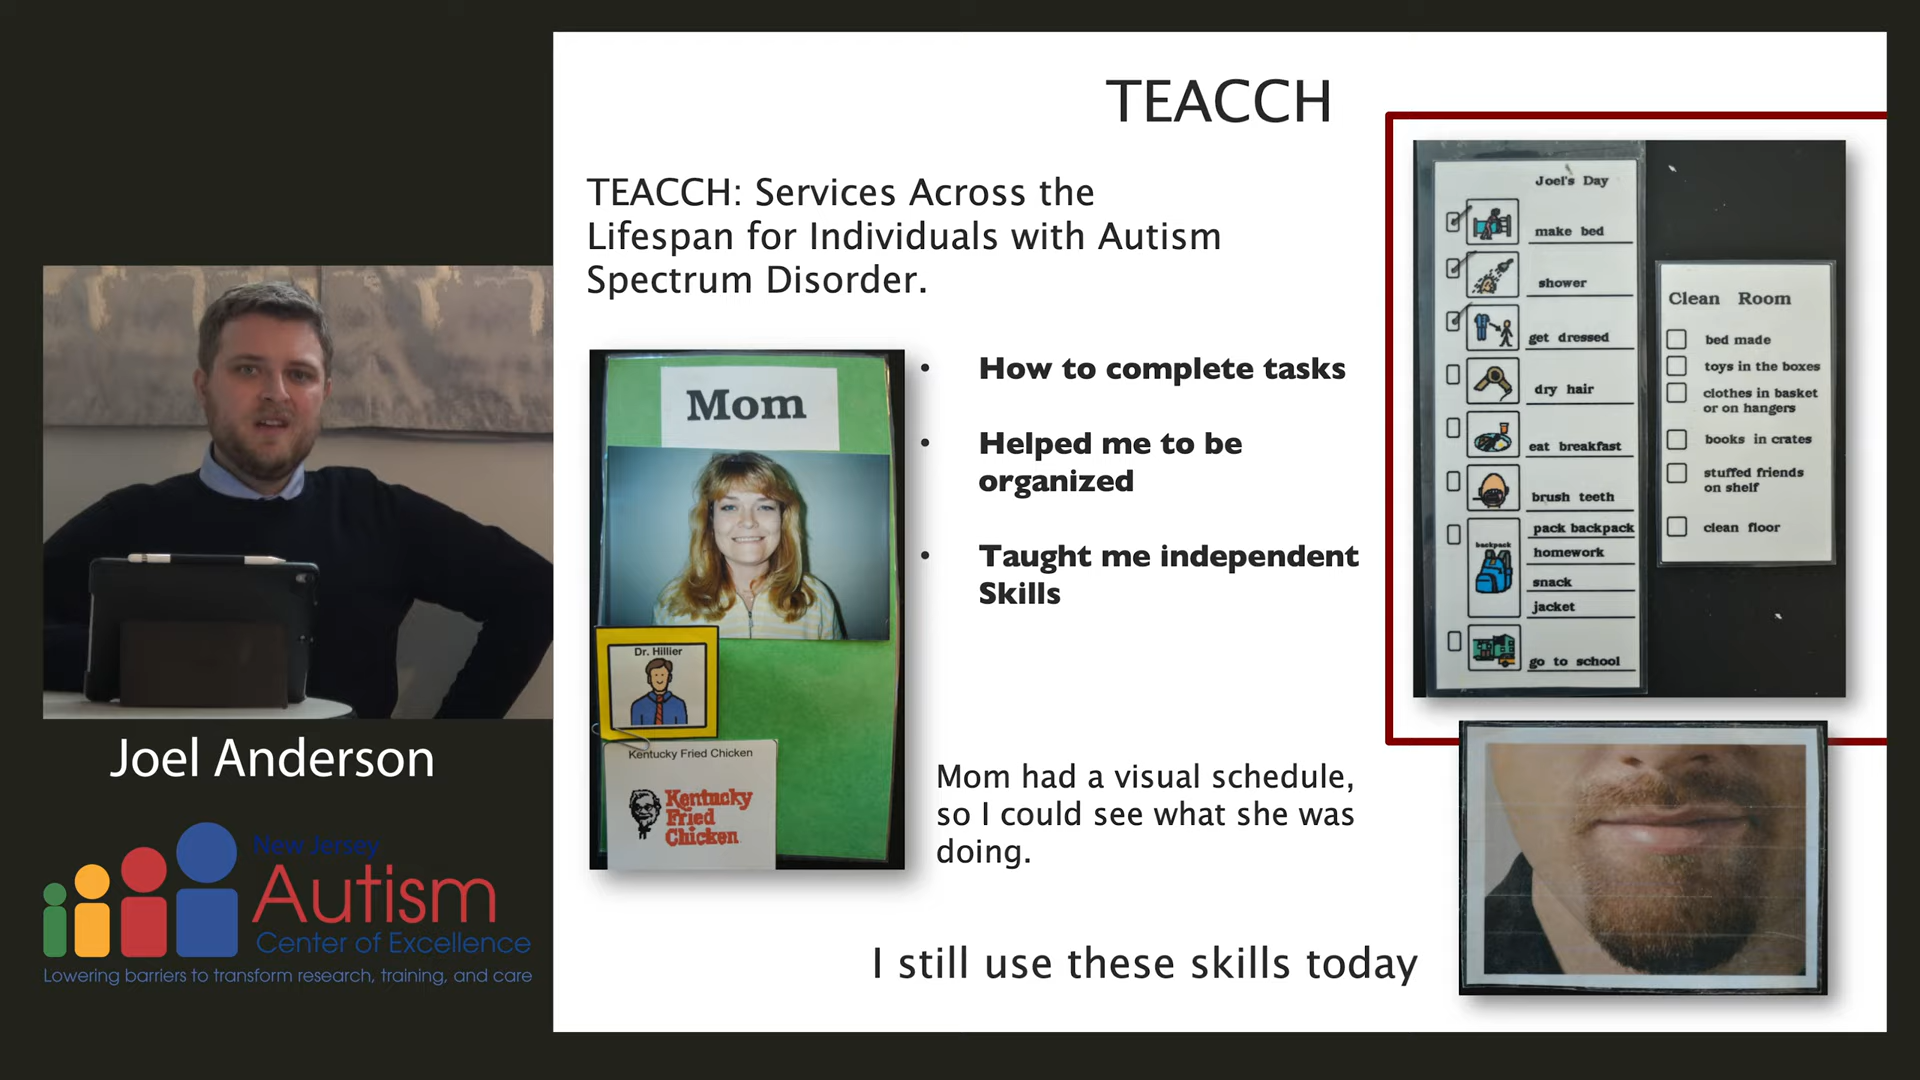 TEACCH
TEACCH: Services Across the
Lifespan for Individuals with Autism
Spectrum Disorder.
Mom
Dr. Hillier
Kentucky Fried Chicken
Kentucky
Fried
Chicken
• How to complete tasks
• Helped me to be
organized
• Taught me independent
Skills
Mom had a visual schedule,
so I could see what she was
doing.
I still use these skills today
Joel's Day
make bed
shower
get dressed
dry hair
eat breakfast
brush teeth
backpack
pack backpack
homework
snack
jacket
go to school
Clean Room
bed made
toys in the boxes
clothes in basket
or on hangers
books in crates
stuffed friends
on shelf
clean floor
Joel Anderson
New Jersey
Autism
Center of Excellence
Lowering barriers to transform research, training, and care